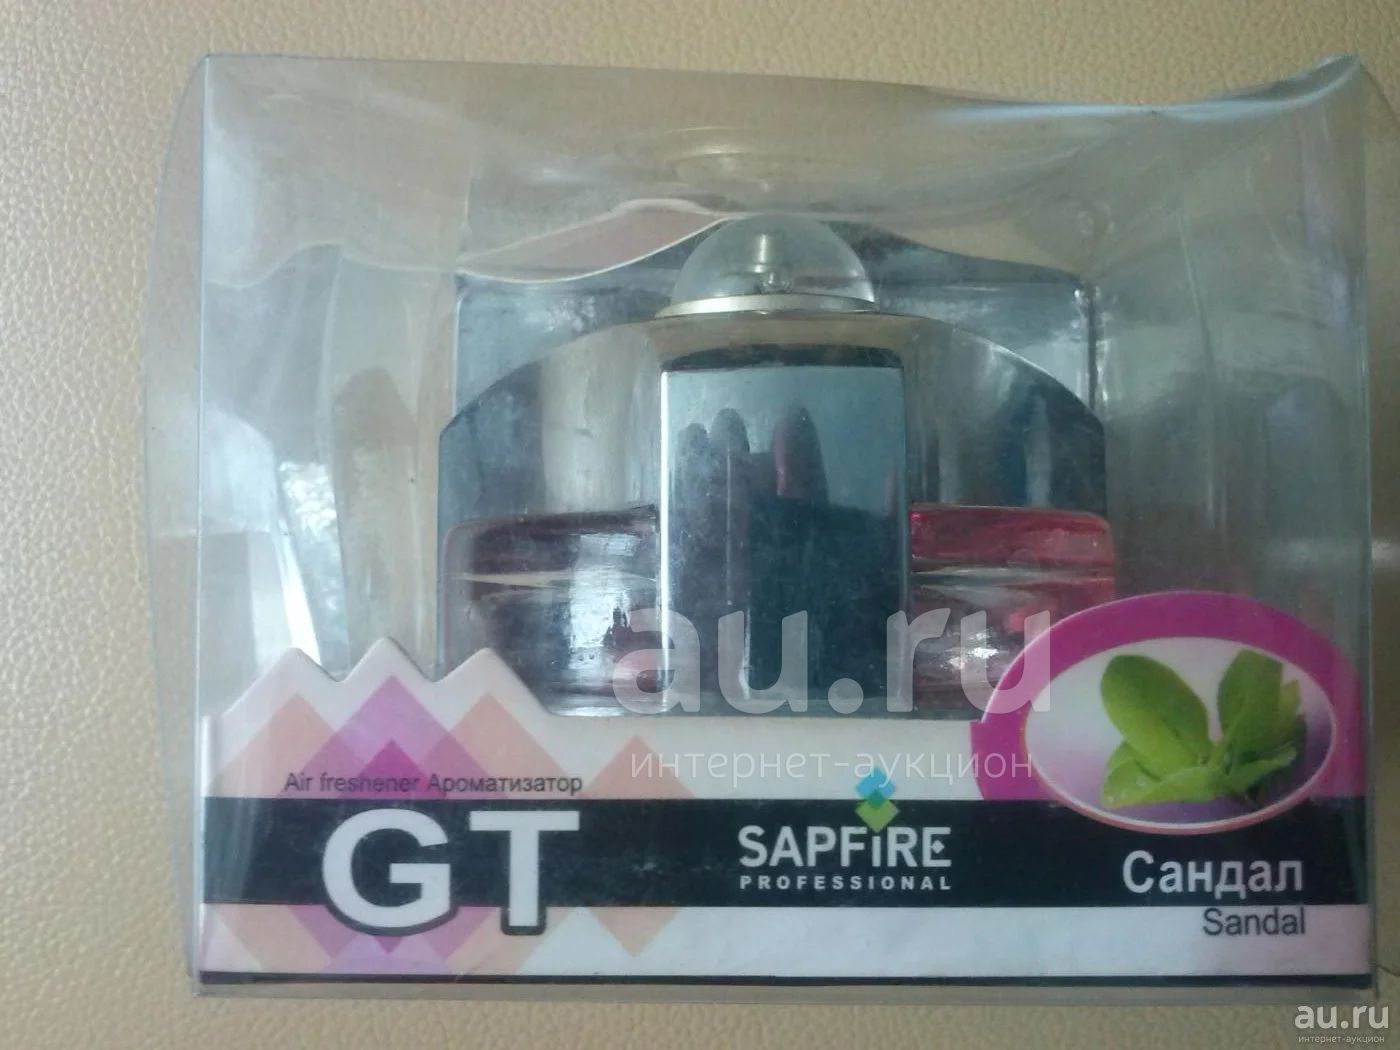 au.ru
интернет-аукцион
Air freshener Ароматизатор
GT
SAPFiRE
PROFESSIONAL
Сандал
Sandal
au.ru
интернет-аукцион